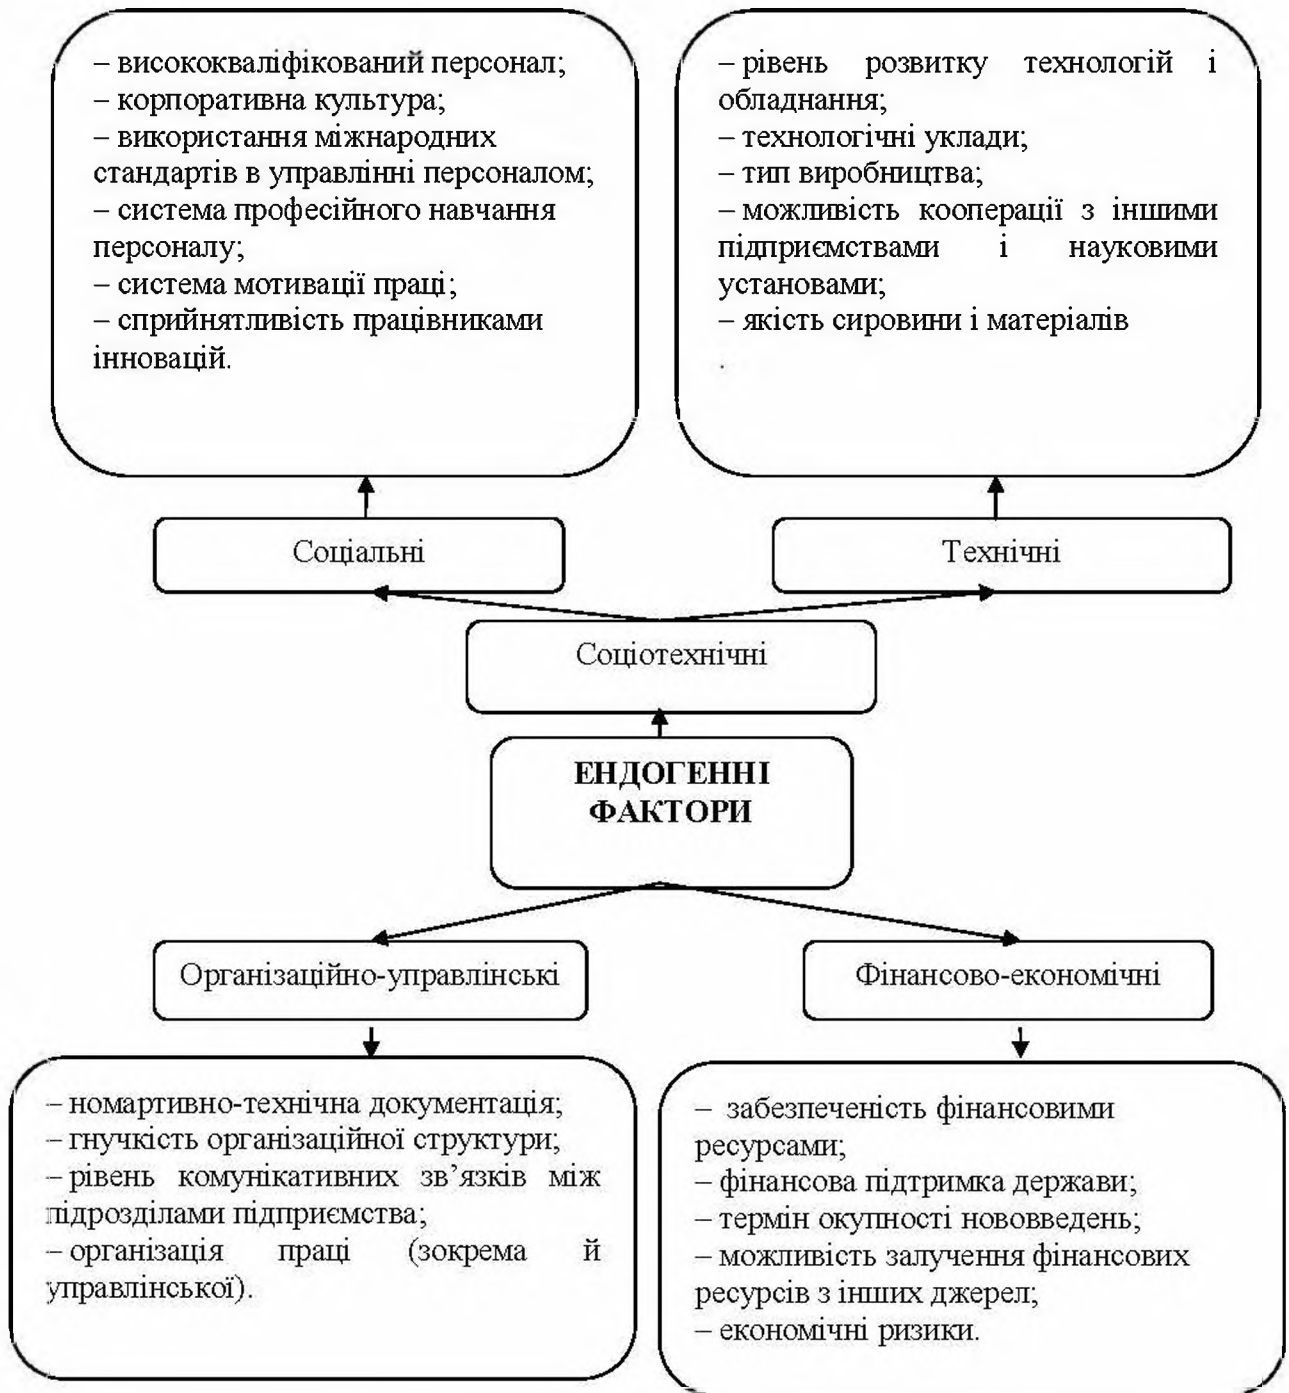 – висококваліфікований персонал;
– корпоративна культура;
– використання міжнародних
стандартів в управлінні персоналом;
– система професійного навчання
персоналу;
– система мотивації праці;
– сприйнятливість працівниками
інновацій.
– рівень розвитку технологій і
обладнання;
– технологічні уклади;
– тип виробництва;
– можливість кооперації з іншими
підприємствами і науковими
установами;
– якість сировини і матеріалів
.
Соціальні
Технічні
Соціотехнічні
ЕНДОГЕННІ
ФАКТОРИ
Організаційно-управлінські
Фінансово-економічні
– номартивно-технічна документація;
– гнучкість організаційної структури;
– рівень комунікативних зв’язків між
підрозділами підприємства;
– організація праці (зокрема й
управлінської).
– забезпеченість фінансовими
ресурсами;
– фінансова підтримка держави;
– термін окупності нововведень;
– можливість залучення фінансових
ресурсів з інших джерел;
– економічні ризики.